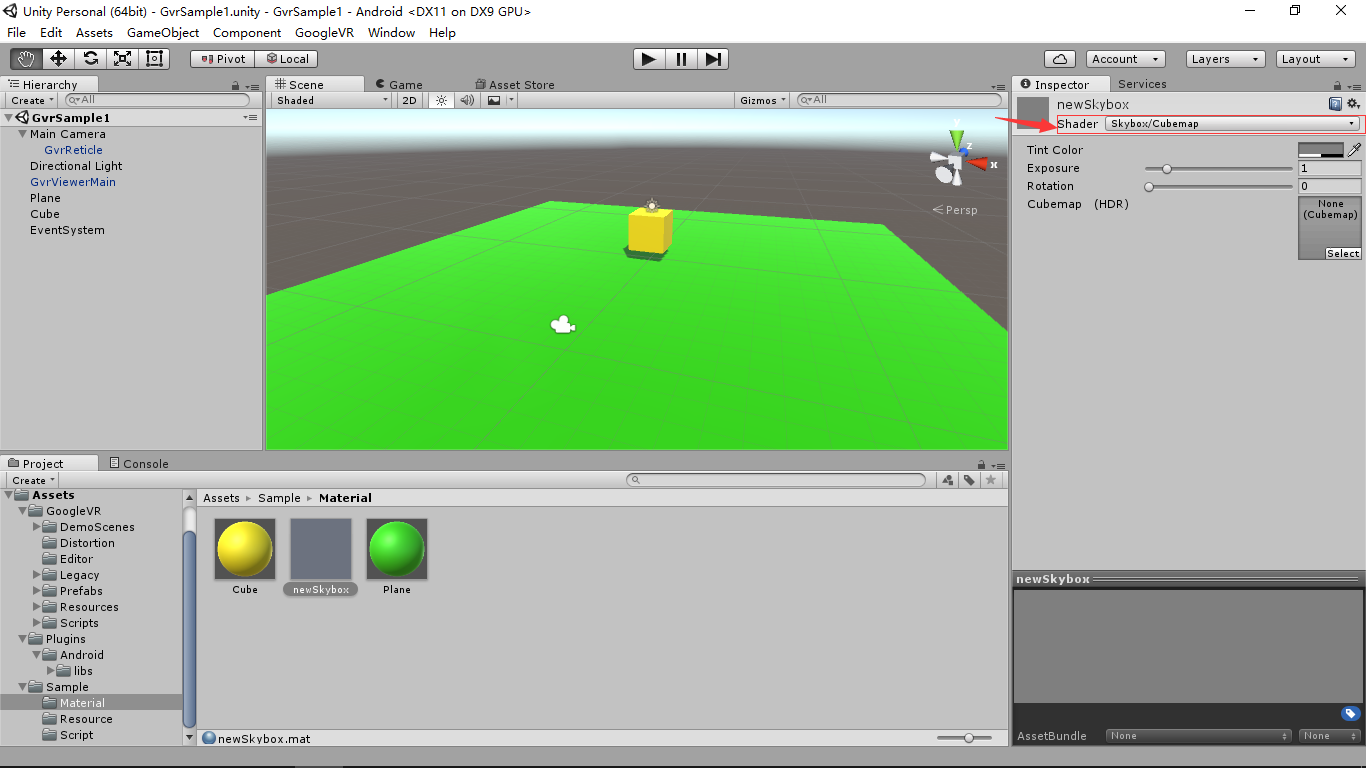 Unity Personal (64bit) - GvrSample1.unity - GvrSample1 - Android <DX11 on DX9 GPU>
File Edit Assets GameObject Component GoogleVR Window Help
Pivot Local Account Layers Layout
Hierarchy
Create All
GvrSample1
Main Camera
GvrReticle
Directional Light
GvrViewerMain
Plane
Cube
EventSystem
Scene Game Asset Store
Shaded 2D Gizmos All
y
z
x
Persp
Inspector Services
newSkybox
Shader Skybox/Cubemap
Tint Color
Exposure 1
Rotation 0
Cubemap (HDR) None
(Cubemap)
Select
Project Console
Create
Assets
GoogleVR
DemoScenes
Distortion
Editor
Legacy
Prefabs
Resources
Scripts
Plugins
Android
libs
Sample
Material
Resource
Script
Assets Sample Material
Cube newSkybox Plane
newSkybox.mat
newSkybox
AssetBundle None None